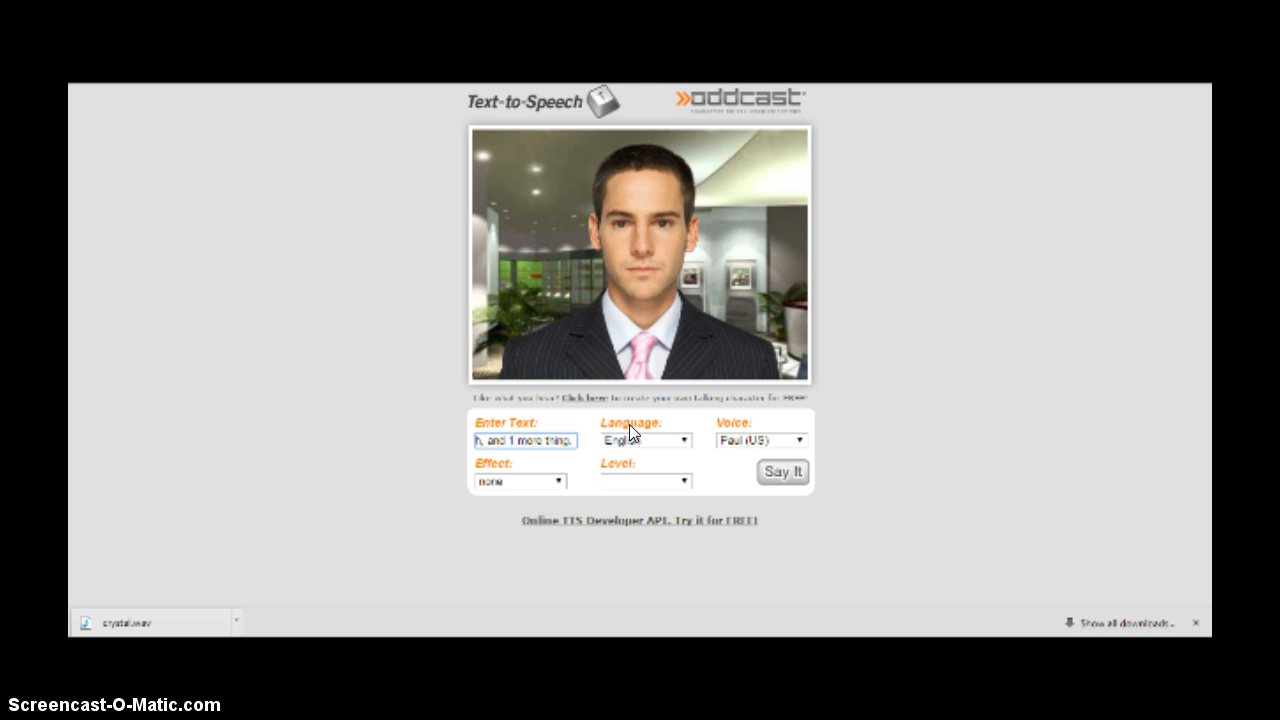 Text-to-Speech
oddcast
Like what you hear? Click here to create your own talking character for FREE!
Enter Text:
Language:
Voice:
h, and 1 more thing.
English
Paul (US)
Effect:
Level:
none
Say It
Online TTS Developer API. Try it for FREE!
crystal.wav
Show all downloads...
Screencast-O-Matic.com